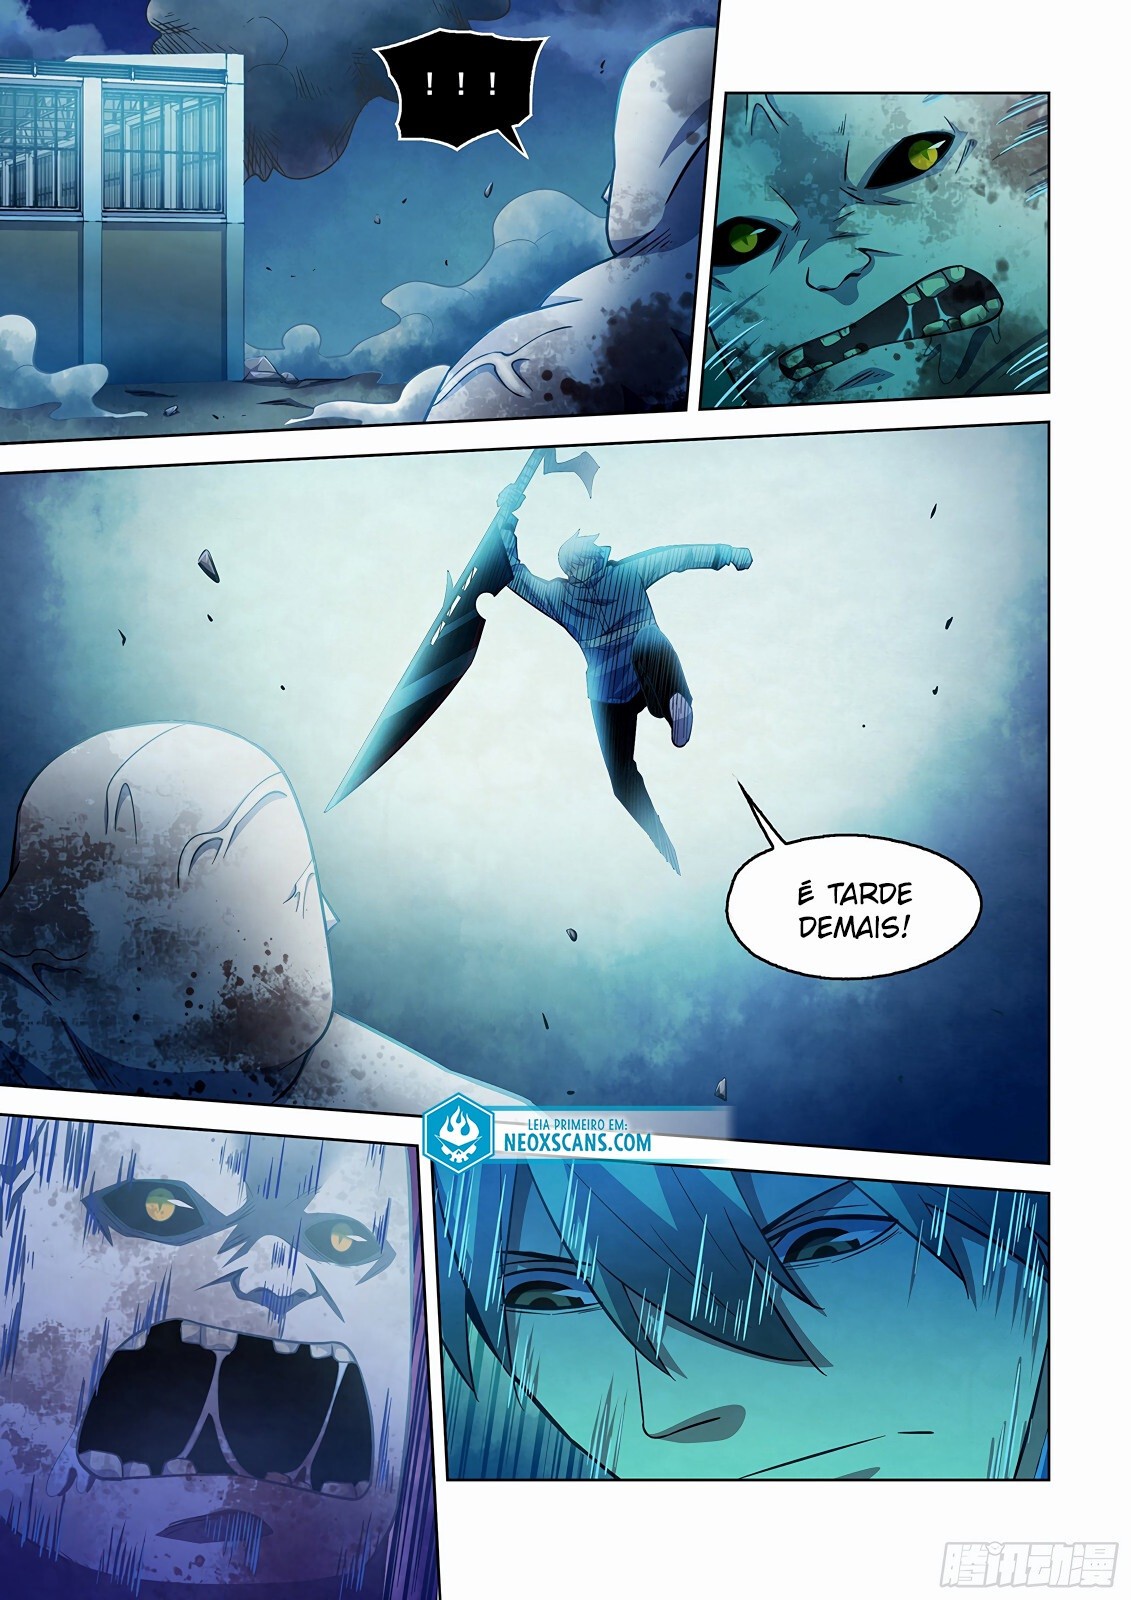 !!!
É TARDE
DEMAIS!
LEIA PRIMEIRO EM:
NEOXSCANS.COM
腾讯动漫